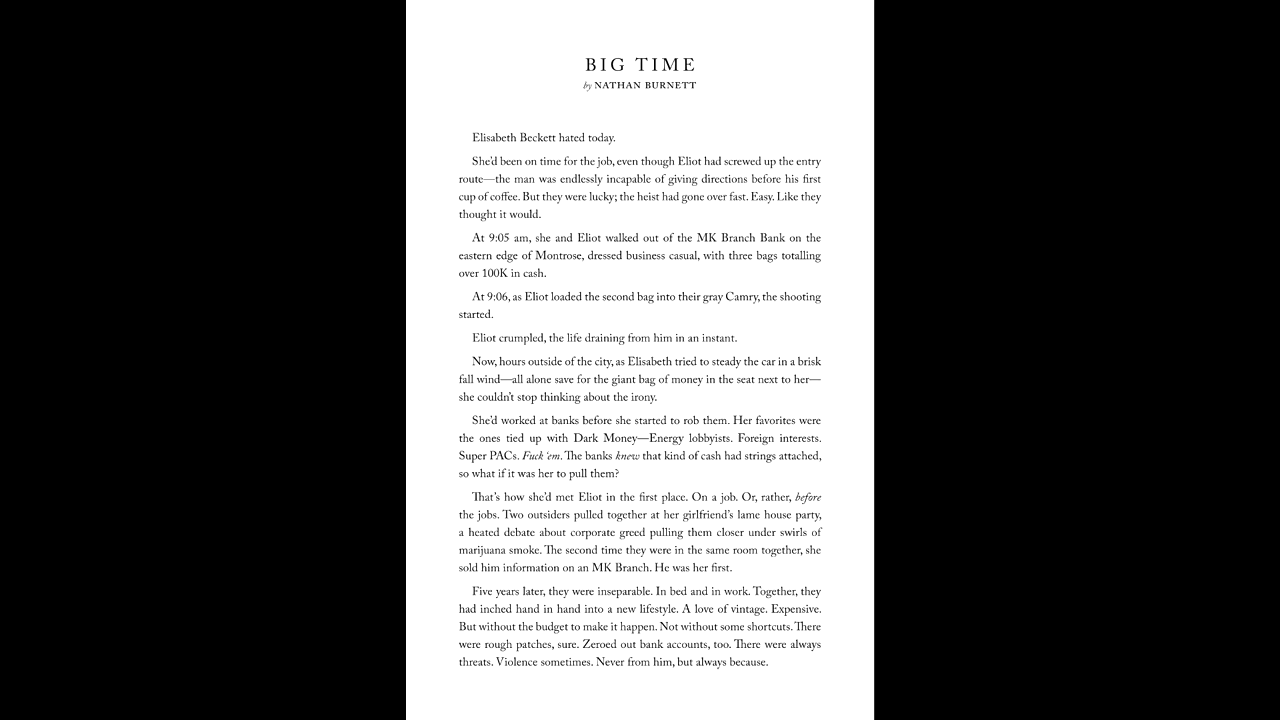 BIG TIME
by NATHAN BURNETT
Elisabeth Beckett hated today.
She’d been on time for the job, even though Eliot had screwed up the entry
route—the man was endlessly incapable of giving directions before his first
cup of coffee. But they were lucky; the heist had gone over fast. Easy. Like they
thought it would.
At 9:05 am, she and Eliot walked out of the MK Branch Bank on the
eastern edge of Montrose, dressed business casual, with three bags totalling
over 100K in cash.
At 9:06, as Eliot loaded the second bag into their gray Camry, the shooting
started.
Eliot crumpled, the life draining from him in an instant.
Now, hours outside of the city, as Elisabeth tried to steady the car in a brisk
fall wind—all alone save for the giant bag of money in the seat next to her—
she couldn’t stop thinking about the irony.
She’d worked at banks before she started to rob them. Her favorites were
the ones tied up with Dark Money—Energy lobbyists. Foreign interests.
Super PACs. Fuck ‘em. The banks knew that kind of cash had strings attached,
so what if it was her to pull them?
That’s how she’d met Eliot in the first place. On a job. Or, rather, before
the jobs. Two outsiders pulled together at her girlfriend’s lame house party,
a heated debate about corporate greed pulling them closer under swirls of
marijuana smoke. The second time they were in the same room together, she
sold him information on an MK Branch. He was her first.
Five years later, they were inseparable. In bed and in work. Together, they
had inched hand in hand into a new lifestyle. A love of vintage. Expensive.
But without the budget to make it happen. Not without some shortcuts. There
were rough patches, sure. Zeroed out bank accounts, too. There were always
threats. Violence sometimes. Never from him, but always because.